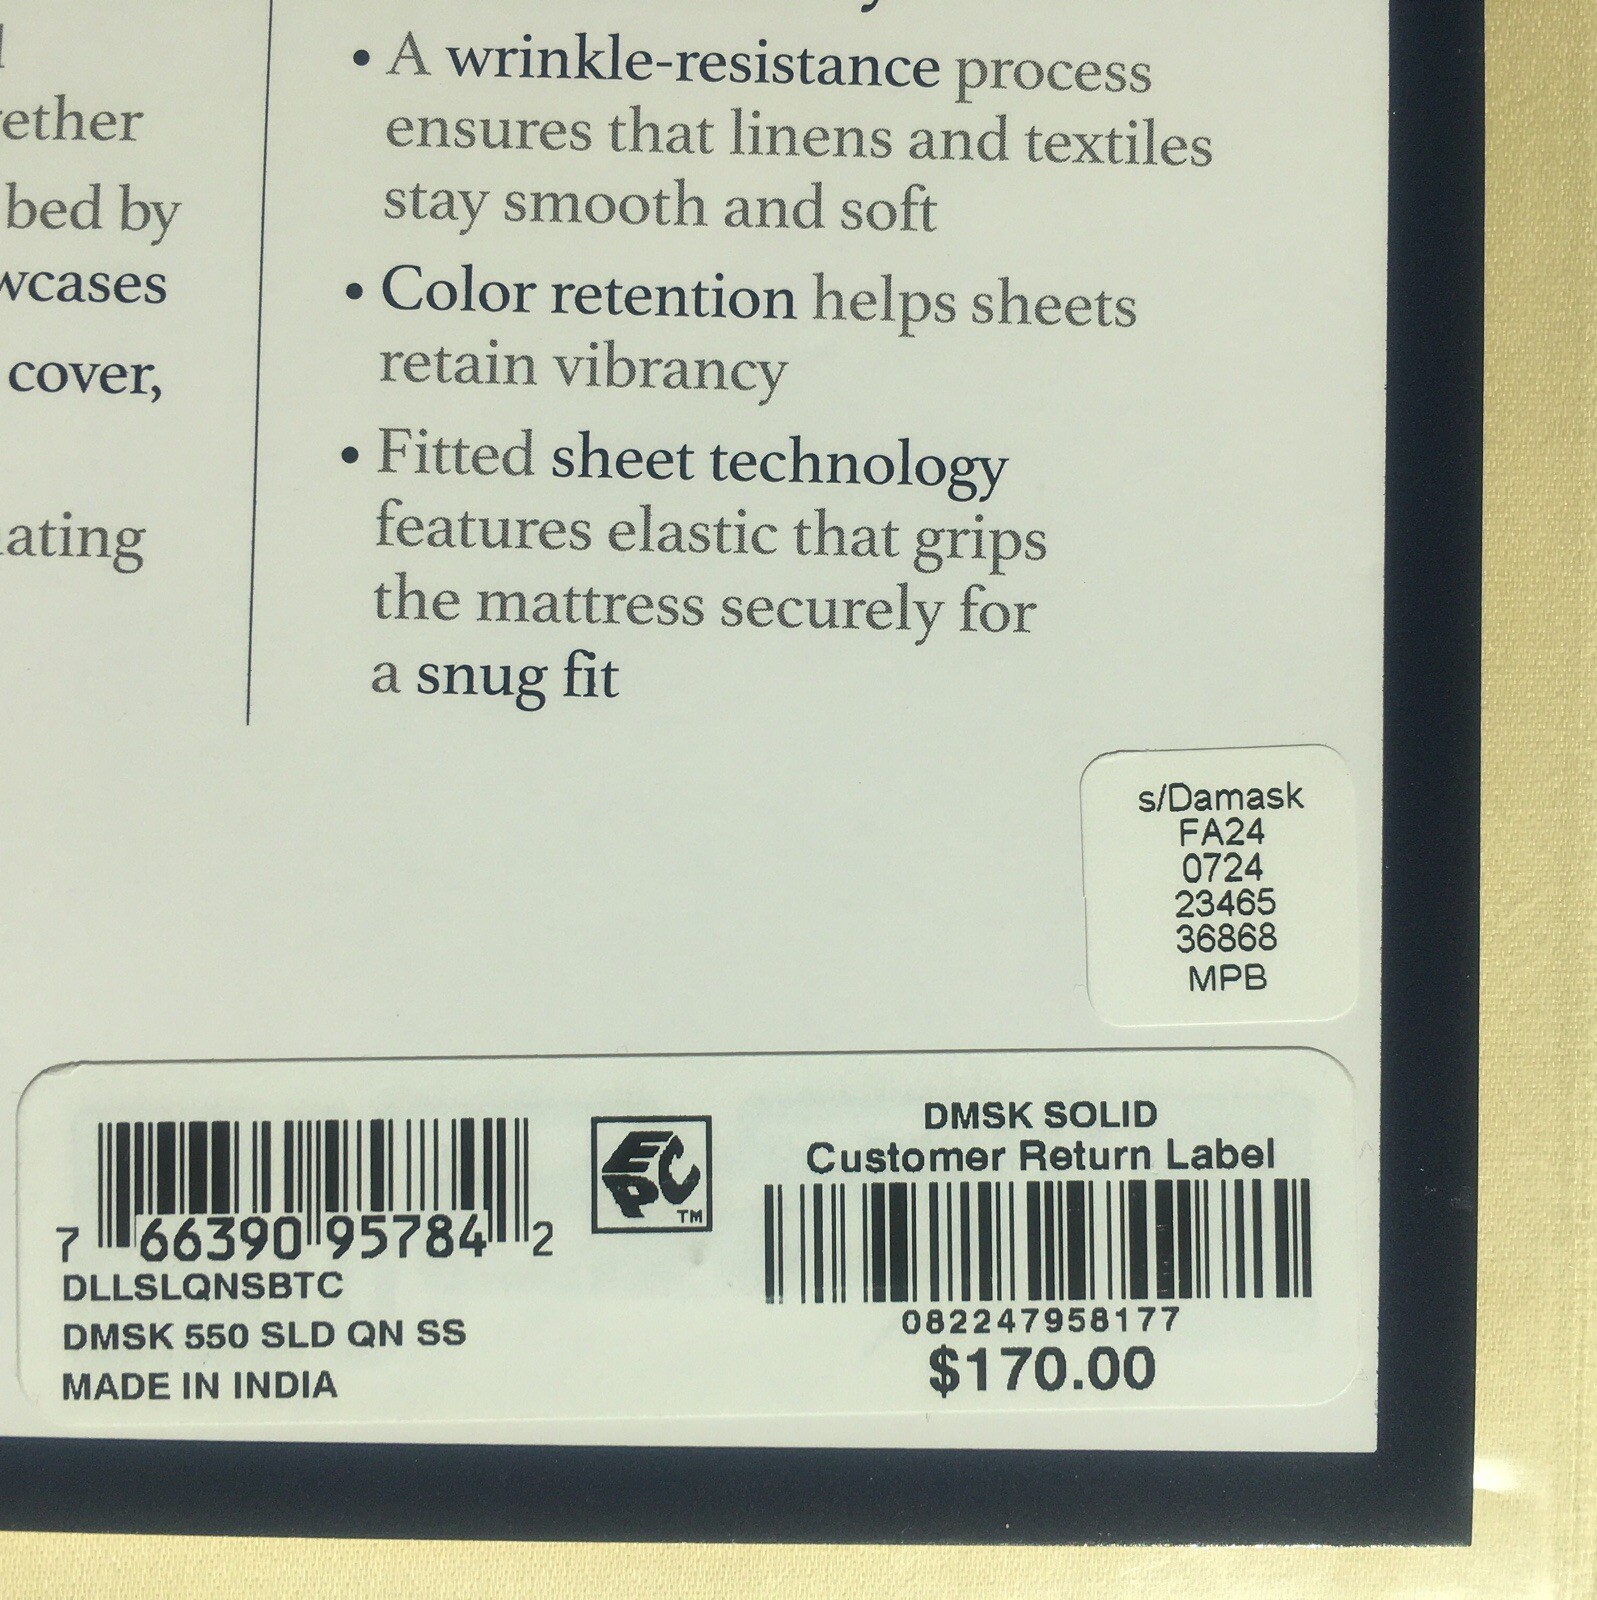 ether
bed by
wcases
cover,
ating
• A wrinkle-resistance process
ensures that linens and textiles
stay smooth and soft
• Color retention helps sheets
retain vibrancy
• Fitted sheet technology
features elastic that grips
the mattress securely for
a snug fit
s/Damask
FA24
0724
23465
36868
MPB
7 66390 95784 2
DLLSLQNSBTC
DMSK 550 SLD QN SS
MADE IN INDIA
EPC
TM
DMSK SOLID
Customer Return Label
082247958177
$170.00